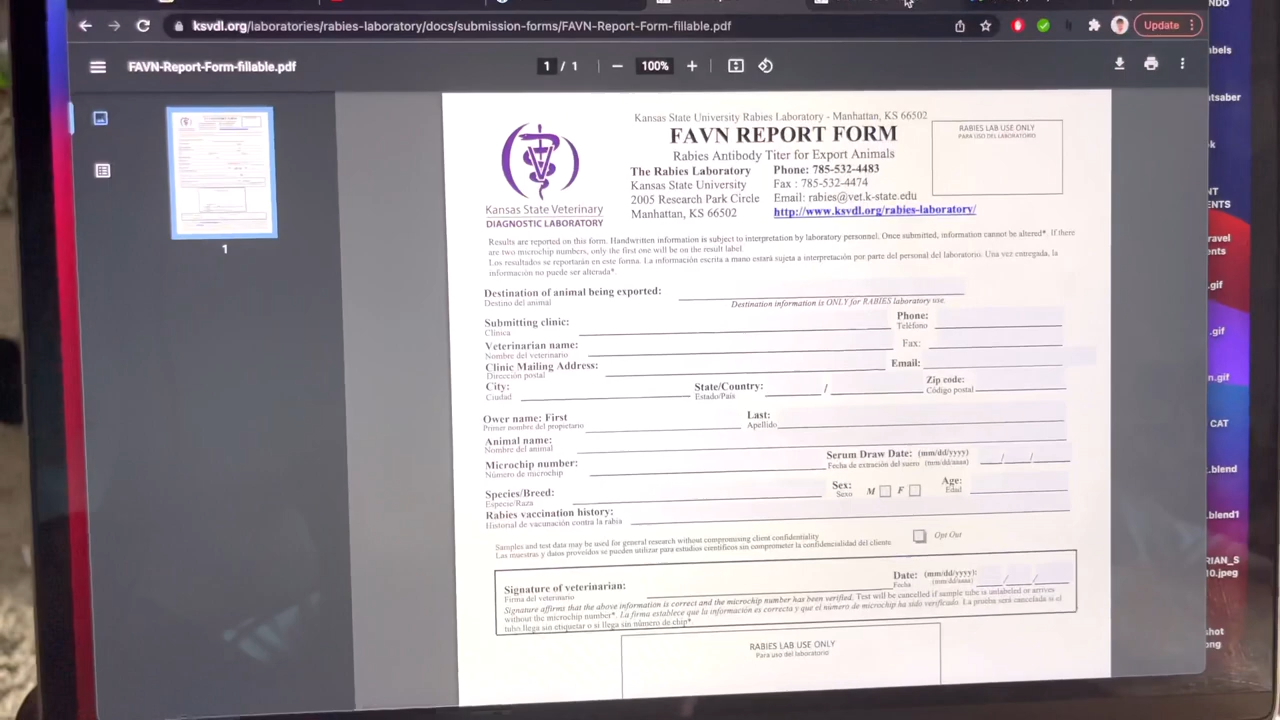 ksvdl.org/laboratories/rabies-laboratory/docs/submission-forms/FAVN-Report-Form-fillable.pdf
Update
FAVN-Report-Form-fillable.pdf
1 / 1
100%
1
Kansas State Veterinary
DIAGNOSTIC LABORATORY
Kansas State University Rabies Laboratory - Manhattan, KS 66502
FAVN REPORT FORM
Rabies Antibody Titer for Export Animals
The Rabies Laboratory
Kansas State University
2005 Research Park Circle
Manhattan, KS 66502
Phone: 785-532-4483
Fax : 785-532-4474
Email: rabies@vet.k-state.edu
http://www.ksvdl.org/rabies-laboratory/
RABIES LAB USE ONLY
PARA USO DEL LABORATORIO
Results are reported on this form. Handwritten information is subject to interpretation by laboratory personnel. Once submitted, information cannot be altered*. If there
are two microchip numbers, only the first one will be on the result label
Los resultados se reportarán en este forma. La información escrita a mano estará sujeta a interpretación por parte del personal del laboratorio. Una vez entregada, la
información no puede ser alterada*.
Destination of animal being exported:
Destino del animal
Destination information is ONLY for RABIES laboratory use.
Submitting clinic:
Clínica
Phone:
Teléfono
Veterinarian name:
Nombre del veterinario
Fax:
Clinic Mailing Address:
Dirección postal
Email:
City:
Ciudad
State/Country:
Estado/País
/
Zip code:
Código postal
Ower name: First
Primer nombre del propietario
Last:
Apellido
Animal name:
Nombre del animal
Microchip number:
Número de microchip
Serum Draw Date: (mm/dd/yyyy)
Fecha de extración del suero (mm/dd/aaaa)
/ /
Species/Breed:
Especie/Raza
Sex:
Sexo
M
F
Age:
Edad
Rabies vaccination history:
Historial de vacunación contra la rabia
Samples and test data may be used for general research without compromising client confidentiality
Las muestras y datos proveidos se pueden utilizar para estudios científicos sin comprometer la confidencialidad del cliente.
Opt Out
Signature of veterinarian:
Firma del veterinario
Date: (mm/dd/yyyy):
Fecha (mm/dd/aaaa)
/ /
Signature affirms that the above information is correct and the microchip number has been verified. Test will be cancelled if sample tube is unlabeled or arrives
without the microchip number*. La firma establece que la información es correcta y que el número de microchip ha sido verificado. La prueba será cancelada si el
tubo llega sin etiquetar o si llega sin número de chip*
RABIES LAB USE ONLY
Para uso del laboratorio
CAT
.blend
.blend1
.gif
.gif
n.gif